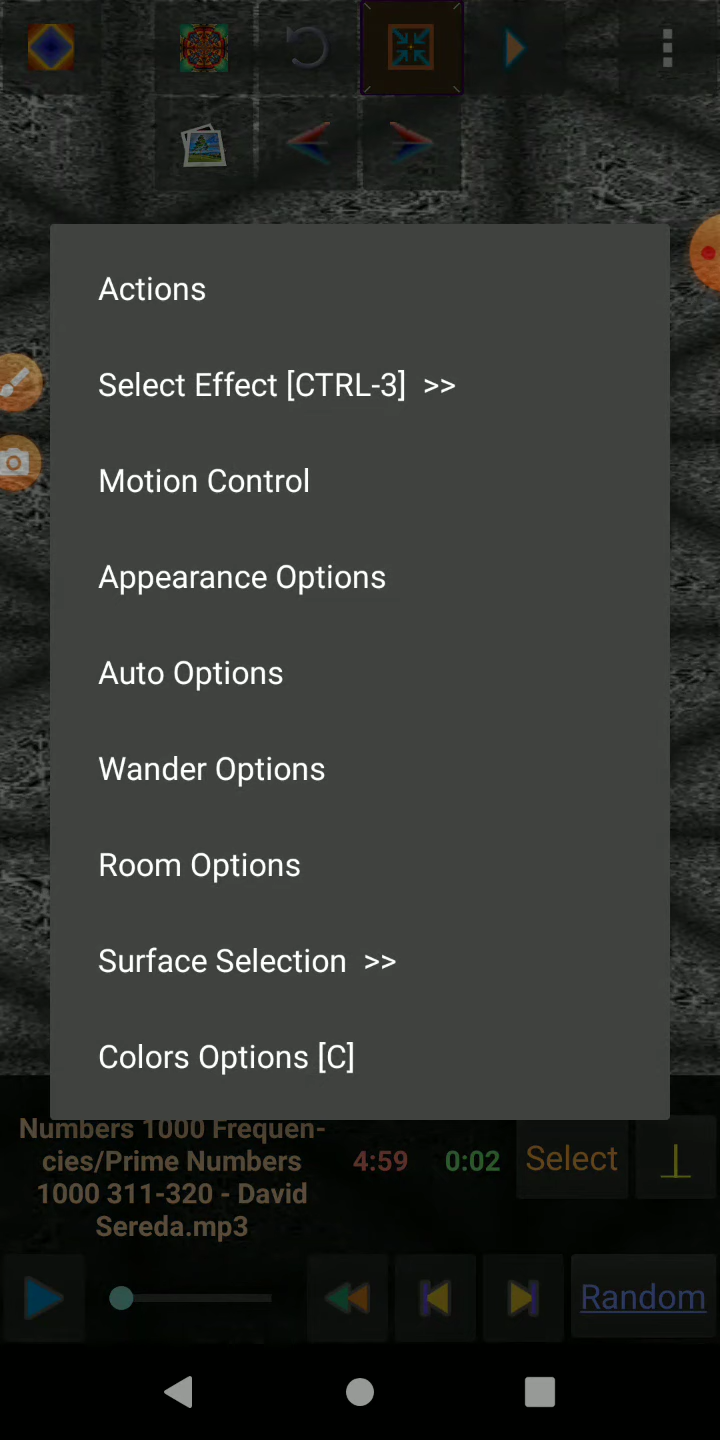 Actions
Select Effect [CTRL-3]  >>
Motion Control
Appearance Options
Auto Options
Wander Options
Room Options
Surface Selection  >>
Colors Options [C]
Numbers 1000 Frequen-
cies/Prime Numbers
1000 311-320 - David
Sereda.mp3
4:59
0:02
Select
Random